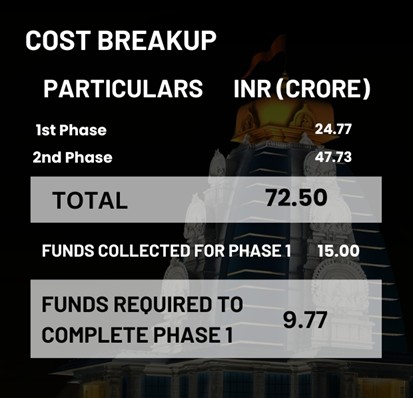 COST BREAKUP
PARTICULARS INR (CRORE)
1st Phase 24.77
2nd Phase 47.73
TOTAL 72.50
FUNDS COLLECTED FOR PHASE 1 15.00
FUNDS REQUIRED TO
COMPLETE PHASE 1 9.77